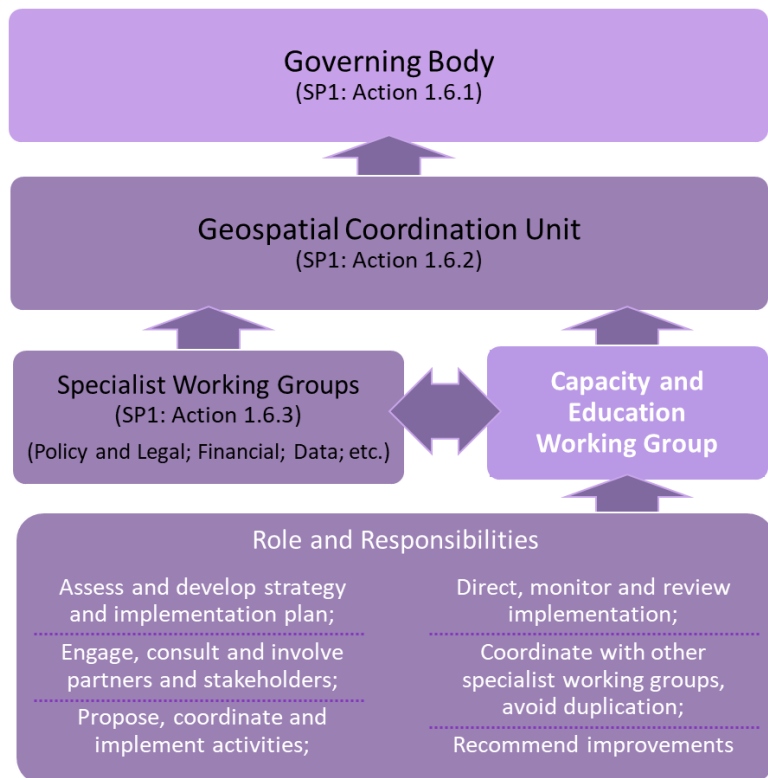 Governing Body
(SP1: Action 1.6.1)
Geospatial Coordination Unit
(SP1: Action 1.6.2)
Specialist Working Groups
(SP1: Action 1.6.3)
(Policy and Legal; Financial; Data; etc.)
Capacity and
Education
Working Group
Role and Responsibilities
Assess and develop strategy
and implementation plan;
Engage, consult and involve
partners and stakeholders;
Propose, coordinate and
implement activities;
Direct, monitor and review
implementation;
Coordinate with other
specialist working groups,
avoid duplication;
Recommend improvements